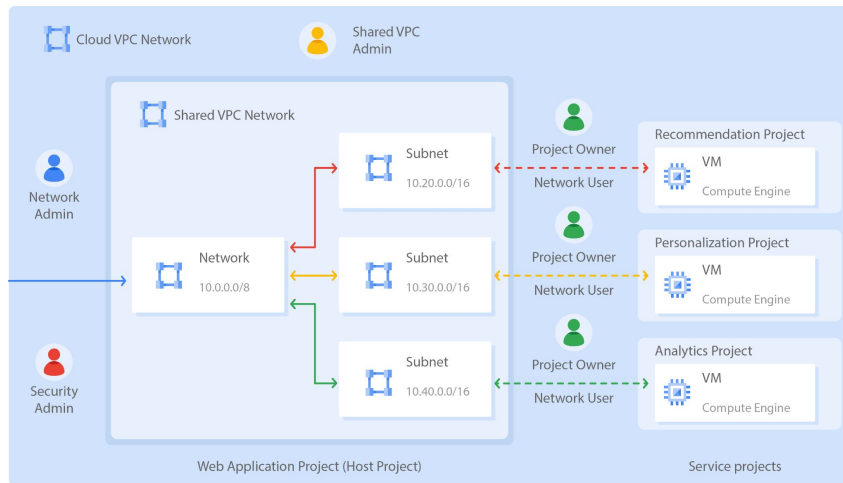 Cloud VPC Network
Shared VPC
Admin
Shared VPC Network
Network
Admin
Security
Admin
Network
10.0.0.0/8
Subnet
10.20.0.0/16
Subnet
10.30.0.0/16
Subnet
10.40.0.0/16
Project Owner
Network User
Project Owner
Network User
Project Owner
Network User
Recommendation Project
VM
Compute Engine
Personalization Project
VM
Compute Engine
Analytics Project
VM
Compute Engine
Web Application Project (Host Project)
Service projects